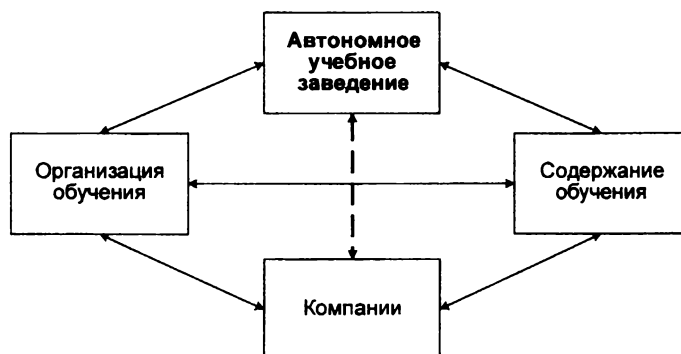 Автономное
учебное
заведение
Организация
обучения
Содержание
обучения
Компании